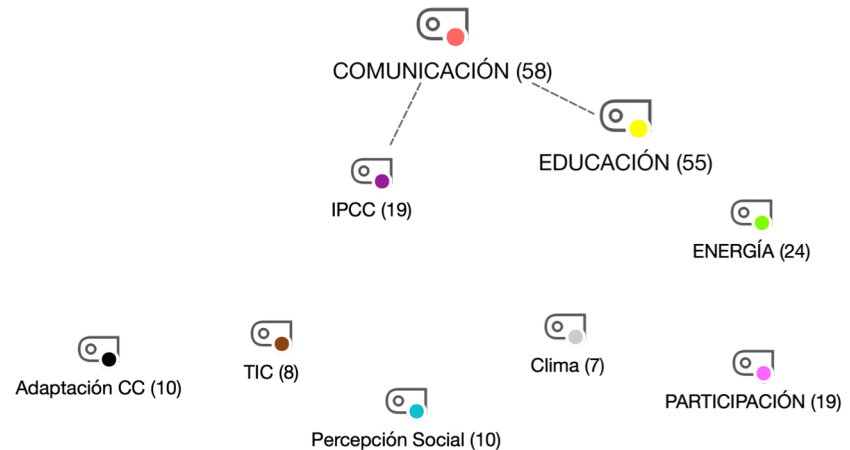 COMUNICACIÓN (58)
EDUCACIÓN (55)
IPCC (19)
ENERGÍA (24)
TIC (8)
Clima (7)
Adaptación CC (10)
PARTICIPACIÓN (19)
Percepción Social (10)